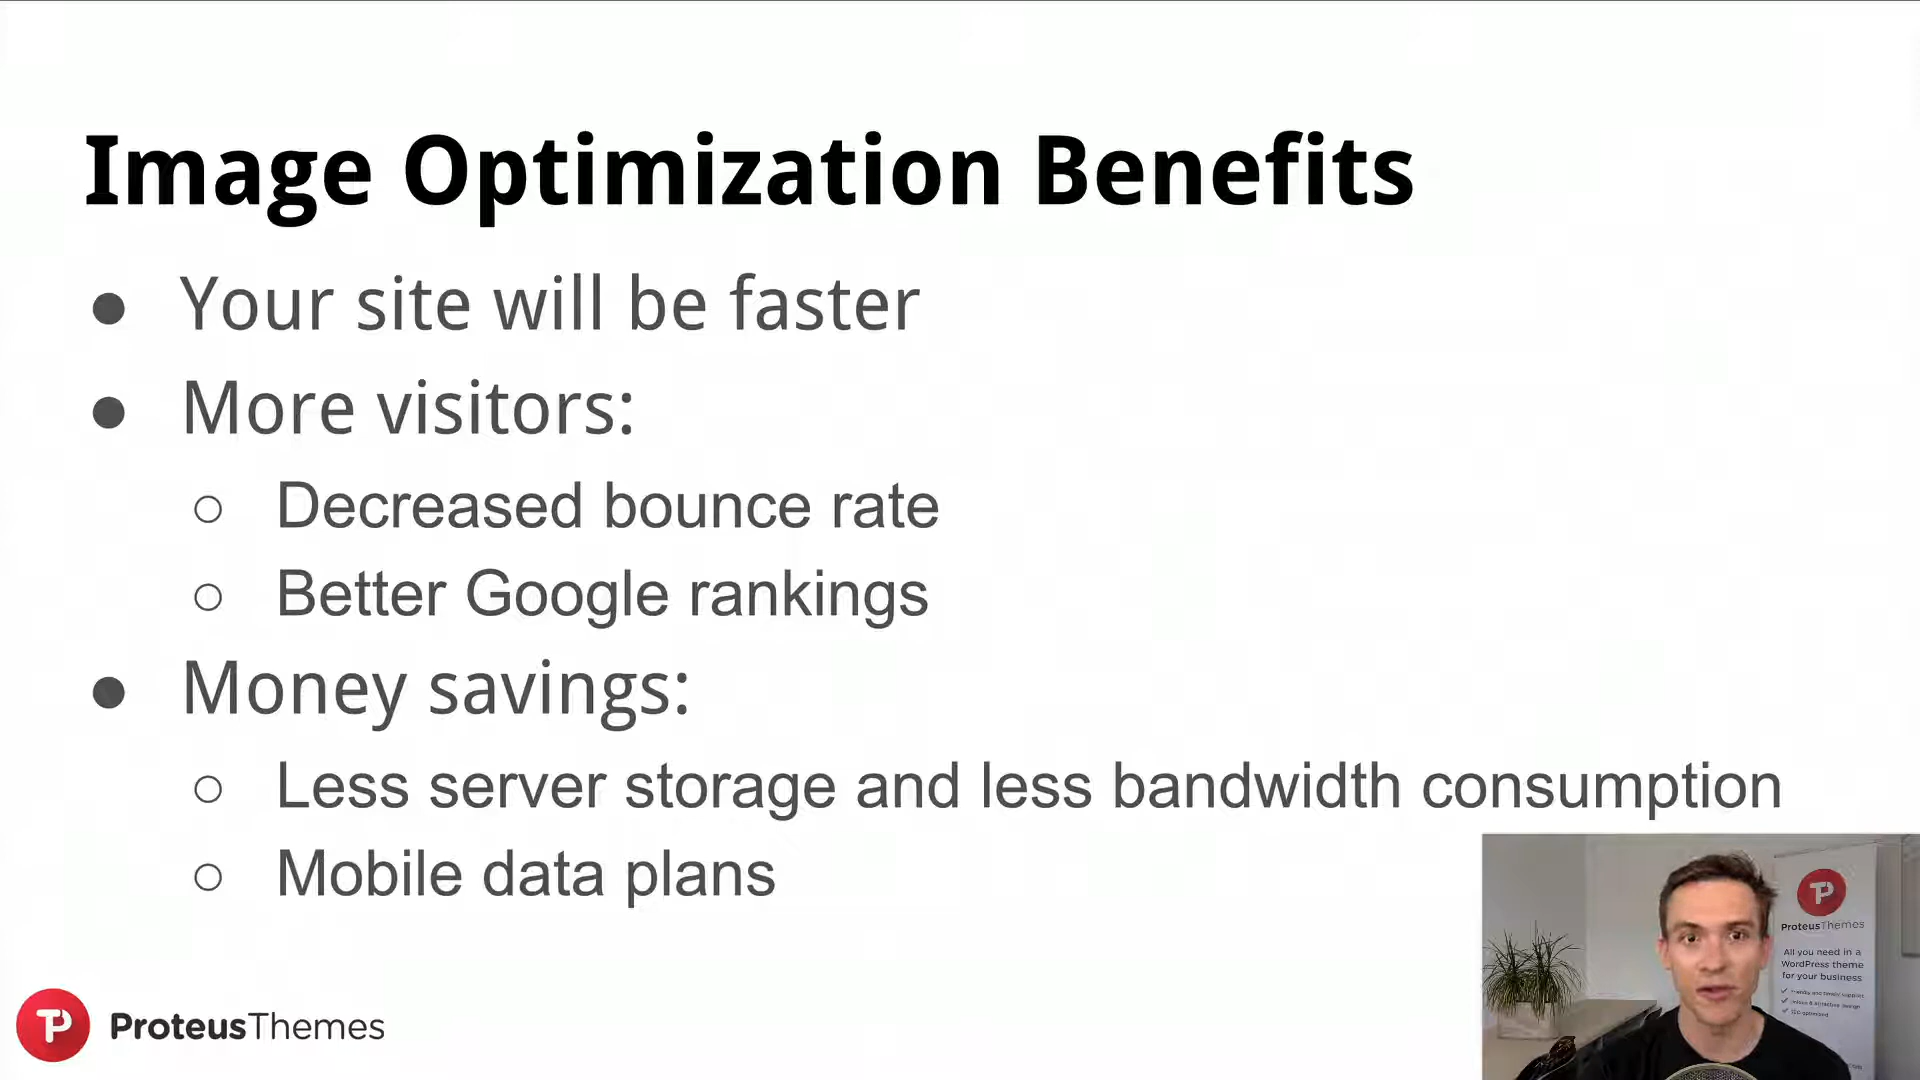 Image Optimization Benefits
● Your site will be faster
● More visitors:
○ Decreased bounce rate
○ Better Google rankings
● Money savings:
○ Less server storage and less bandwidth consumption
○ Mobile data plans
ProteusThemes
ProteusThemes
All you need in a
WordPress theme
for your business